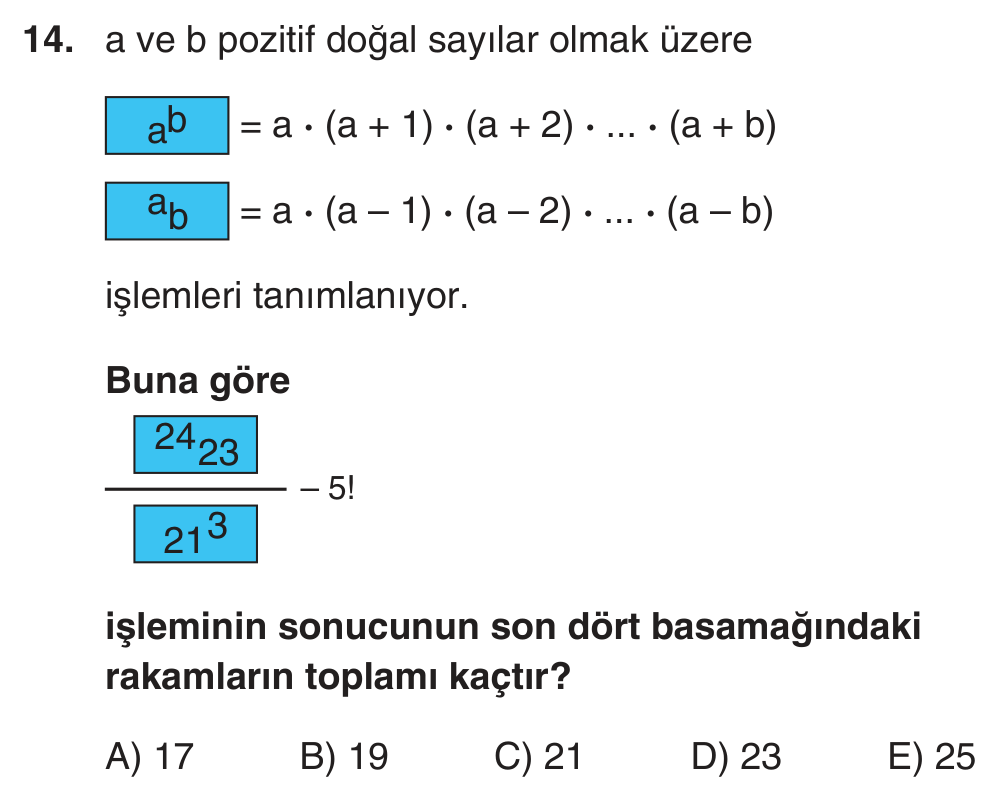 14. a ve b pozitif doğal sayılar olmak üzere
a^b = a · (a + 1) · (a + 2) · ... · (a + b)
a_b = a · (a – 1) · (a – 2) · ... · (a – b)
işlemleri tanımlanıyor.
Buna göre
24_23
– 5!
21^3
işleminin sonucunun son dört basamağındaki
rakamların toplamı kaçtır?
A) 17 B) 19 C) 21 D) 23 E) 25